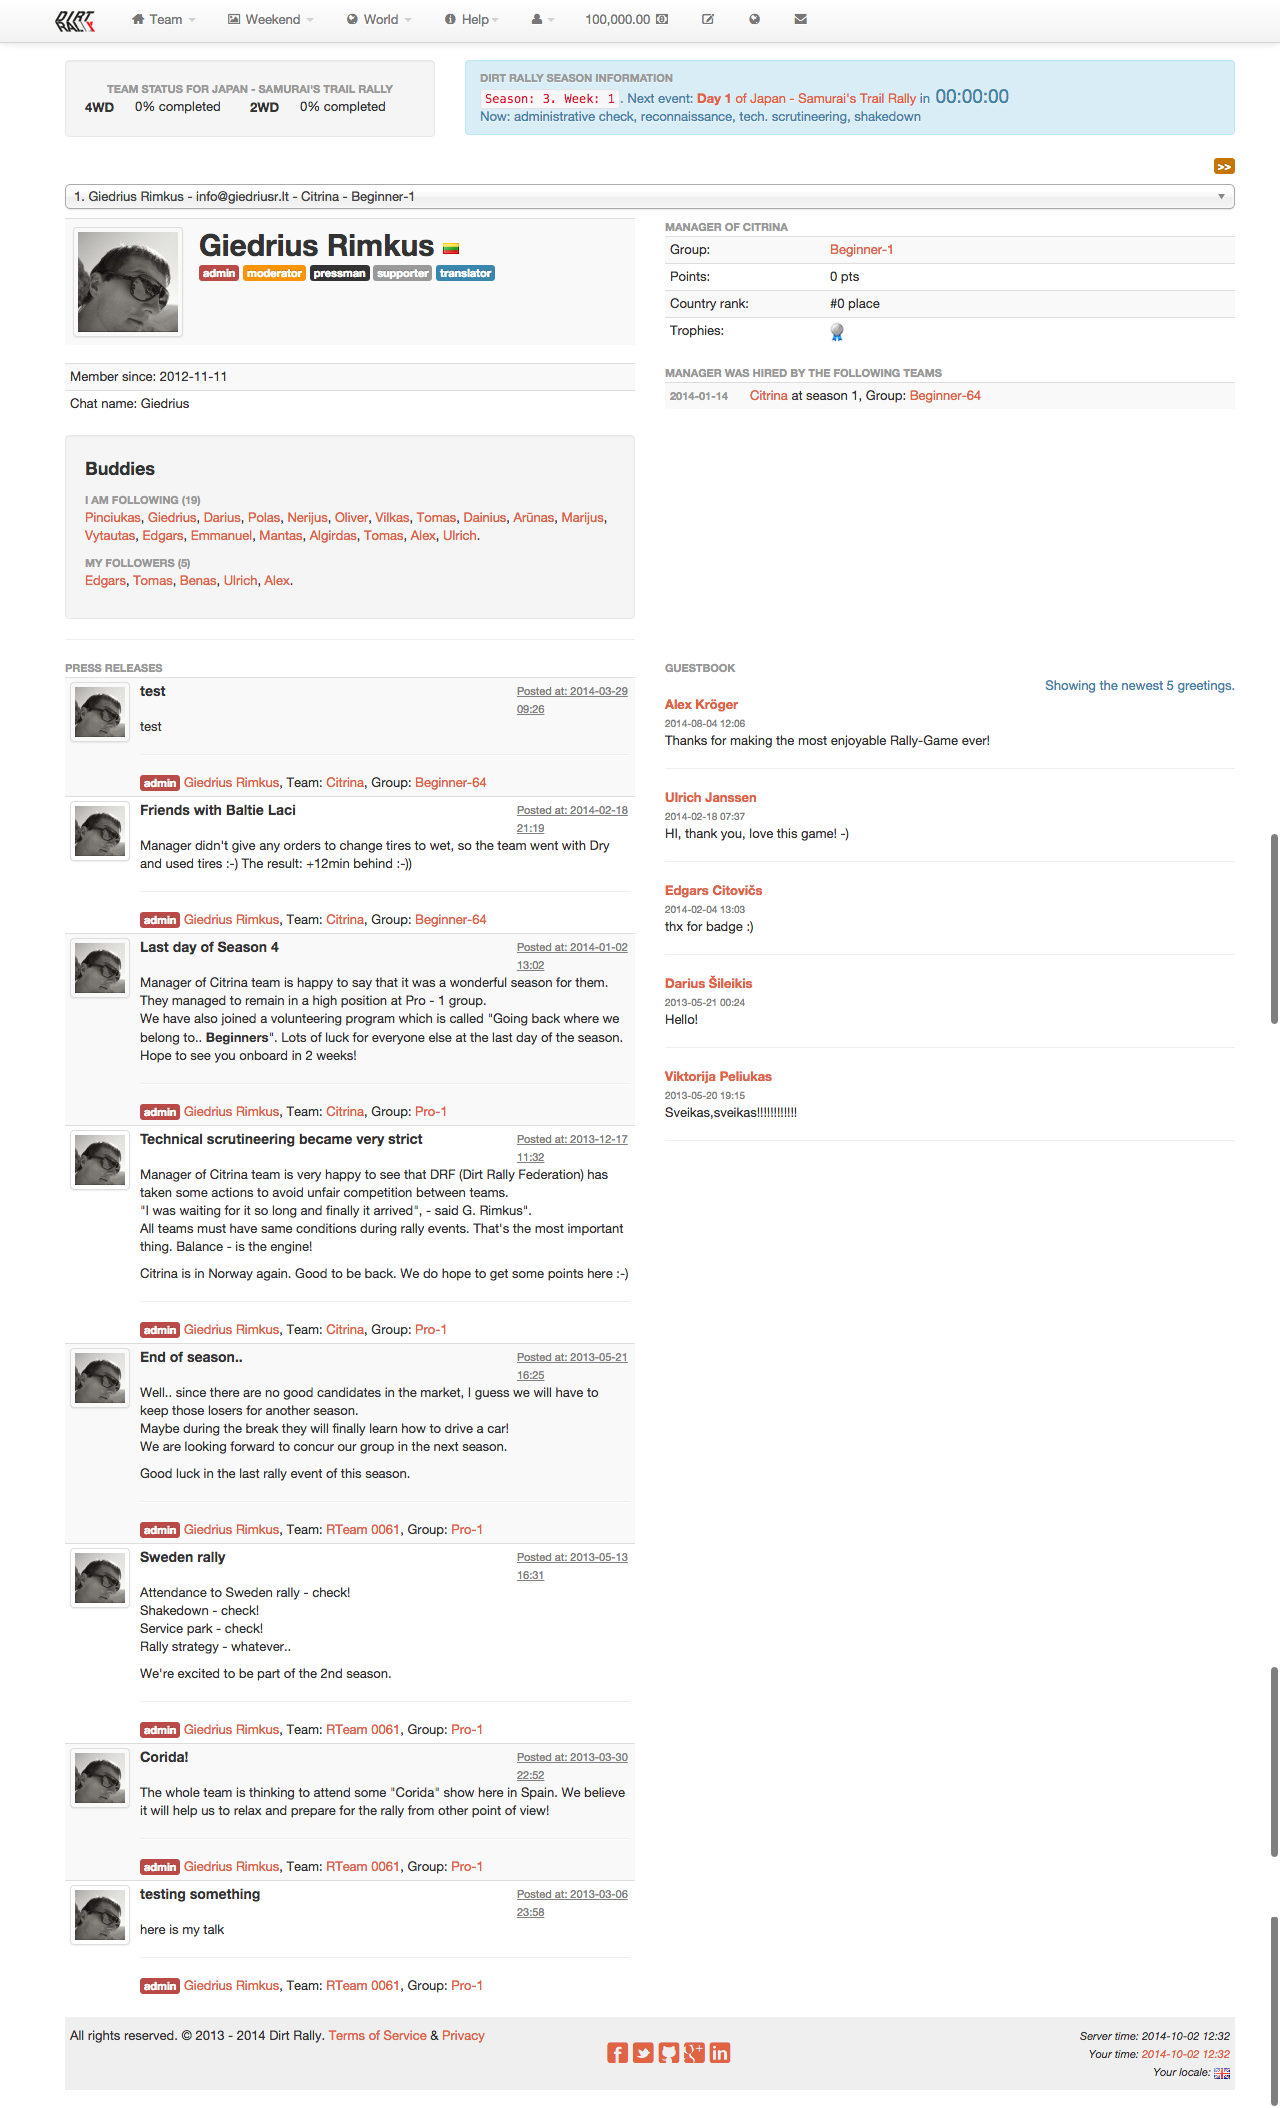 DIRT RALLY
Team
Weekend
World
Help
100,000.00
TEAM STATUS FOR JAPAN - SAMURAI'S TRAIL RALLY
4WD 0% completed 2WD 0% completed
DIRT RALLY SEASON INFORMATION
Season: 3. Week: 1. Next event: Day 1 of Japan - Samurai's Trail Rally in 00:00:00
Now: administrative check, reconnaissance, tech. scrutineering, shakedown
>>
1. Giedrius Rimkus - info@giedriusr.lt - Citrina - Beginner-1
Giedrius Rimkus
admin moderator pressman supporter translator
Member since: 2012-11-11
Chat name: Giedrius
MANAGER OF CITRINA
Group: Beginner-1
Points: 0 pts
Country rank: #0 place
Trophies:
MANAGER WAS HIRED BY THE FOLLOWING TEAMS
2014-01-14 Citrina at season 1, Group: Beginner-64
Buddies
I AM FOLLOWING (19)
Pinciukas, Giedrius, Darius, Polas, Nerijus, Oliver, Vilkas, Tomas, Dainius, Arūnas, Marijus,
Vytautas, Edgars, Emmanuel, Mantas, Algirdas, Tomas, Alex, Ulrich.
MY FOLLOWERS (5)
Edgars, Tomas, Benas, Ulrich, Alex.
PRESS RELEASES
test
Posted at: 2014-03-29
09:26
test
admin Giedrius Rimkus, Team: Citrina, Group: Beginner-64
Friends with Baltie Laci
Posted at: 2014-02-18
21:19
Manager didn't give any orders to change tires to wet, so the team went with Dry
and used tires :-) The result: +12min behind :-))
admin Giedrius Rimkus, Team: Citrina, Group: Beginner-64
Last day of Season 4
Posted at: 2014-01-02
13:02
Manager of Citrina team is happy to say that it was a wonderful season for them.
They managed to remain in a high position at Pro - 1 group.
We have also joined a volunteering program which is called "Going back where we
belong to.. Beginners". Lots of luck for everyone else at the last day of the season.
Hope to see you onboard in 2 weeks!
admin Giedrius Rimkus, Team: Citrina, Group: Pro-1
Technical scrutineering became very strict
Posted at: 2013-12-17
11:32
Manager of Citrina team is very happy to see that DRF (Dirt Rally Federation) has
taken some actions to avoid unfair competition between teams.
"I was waiting for it so long and finally it arrived", - said G. Rimkus".
All teams must have same conditions during rally events. That's the most important
thing. Balance - is the engine!
Citrina is in Norway again. Good to be back. We do hope to get some points here :-)
admin Giedrius Rimkus, Team: Citrina, Group: Pro-1
End of season..
Posted at: 2013-05-21
16:25
Well.. since there are no good candidates in the market, I guess we will have to
keep those losers for another season.
Maybe during the break they will finally learn how to drive a car!
We are looking forward to concur our group in the next season.
Good luck in the last rally event of this season.
admin Giedrius Rimkus, Team: RTeam 0061, Group: Pro-1
Sweden rally
Posted at: 2013-05-13
16:31
Attendance to Sweden rally - check!
Shakedown - check!
Service park - check!
Rally strategy - whatever..
We're excited to be part of the 2nd season.
admin Giedrius Rimkus, Team: RTeam 0061, Group: Pro-1
Corida!
Posted at: 2013-03-30
22:52
The whole team is thinking to attend some "Corida" show here in Spain. We believe
it will help us to relax and prepare for the rally from other point of view!
admin Giedrius Rimkus, Team: RTeam 0061, Group: Pro-1
testing something
Posted at: 2013-03-06
23:58
here is my talk
admin Giedrius Rimkus, Team: RTeam 0061, Group: Pro-1
GUESTBOOK
Showing the newest 5 greetings.
Alex Kröger
2014-08-04 12:06
Thanks for making the most enjoyable Rally-Game ever!
Ulrich Janssen
2014-02-18 07:37
HI, thank you, love this game! -)
Edgars Citovičs
2014-02-04 13:03
thx for badge :)
Darius Šileikis
2013-05-21 00:24
Hello!
Viktorija Peliukas
2013-05-20 19:15
Sveikas,sveikas!!!!!!!!!!!!
All rights reserved. © 2013 - 2014 Dirt Rally. Terms of Service & Privacy
Server time: 2014-10-02 12:32
Your time: 2014-10-02 12:32
Your locale: